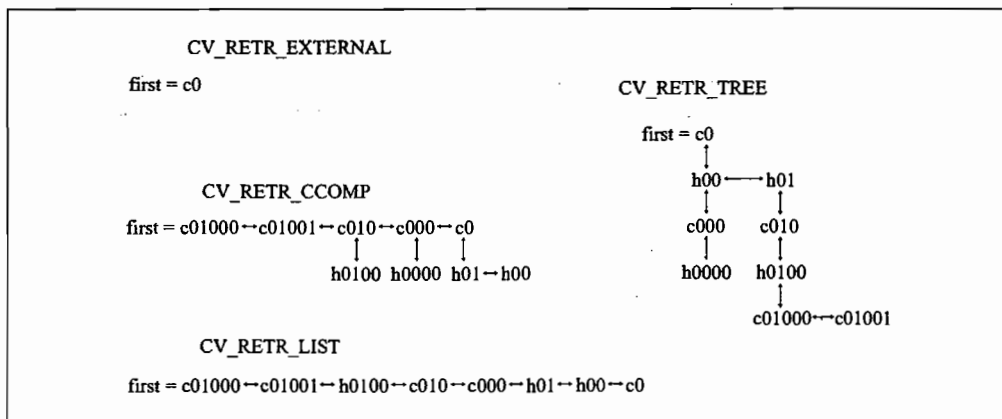 CV_RETR_EXTERNAL
first = c0
CV_RETR_CCOMP
first = c01000↔c01001↔c010↔c000↔c0
h0100 h0000 h01↔h00
CV_RETR_LIST
first = c01000↔c01001↔h0100↔c010↔c000↔h01↔h00↔c0
CV_RETR_TREE
first = c0
h00↔h01
c000 c010
h0000 h0100
c01000↔c01001